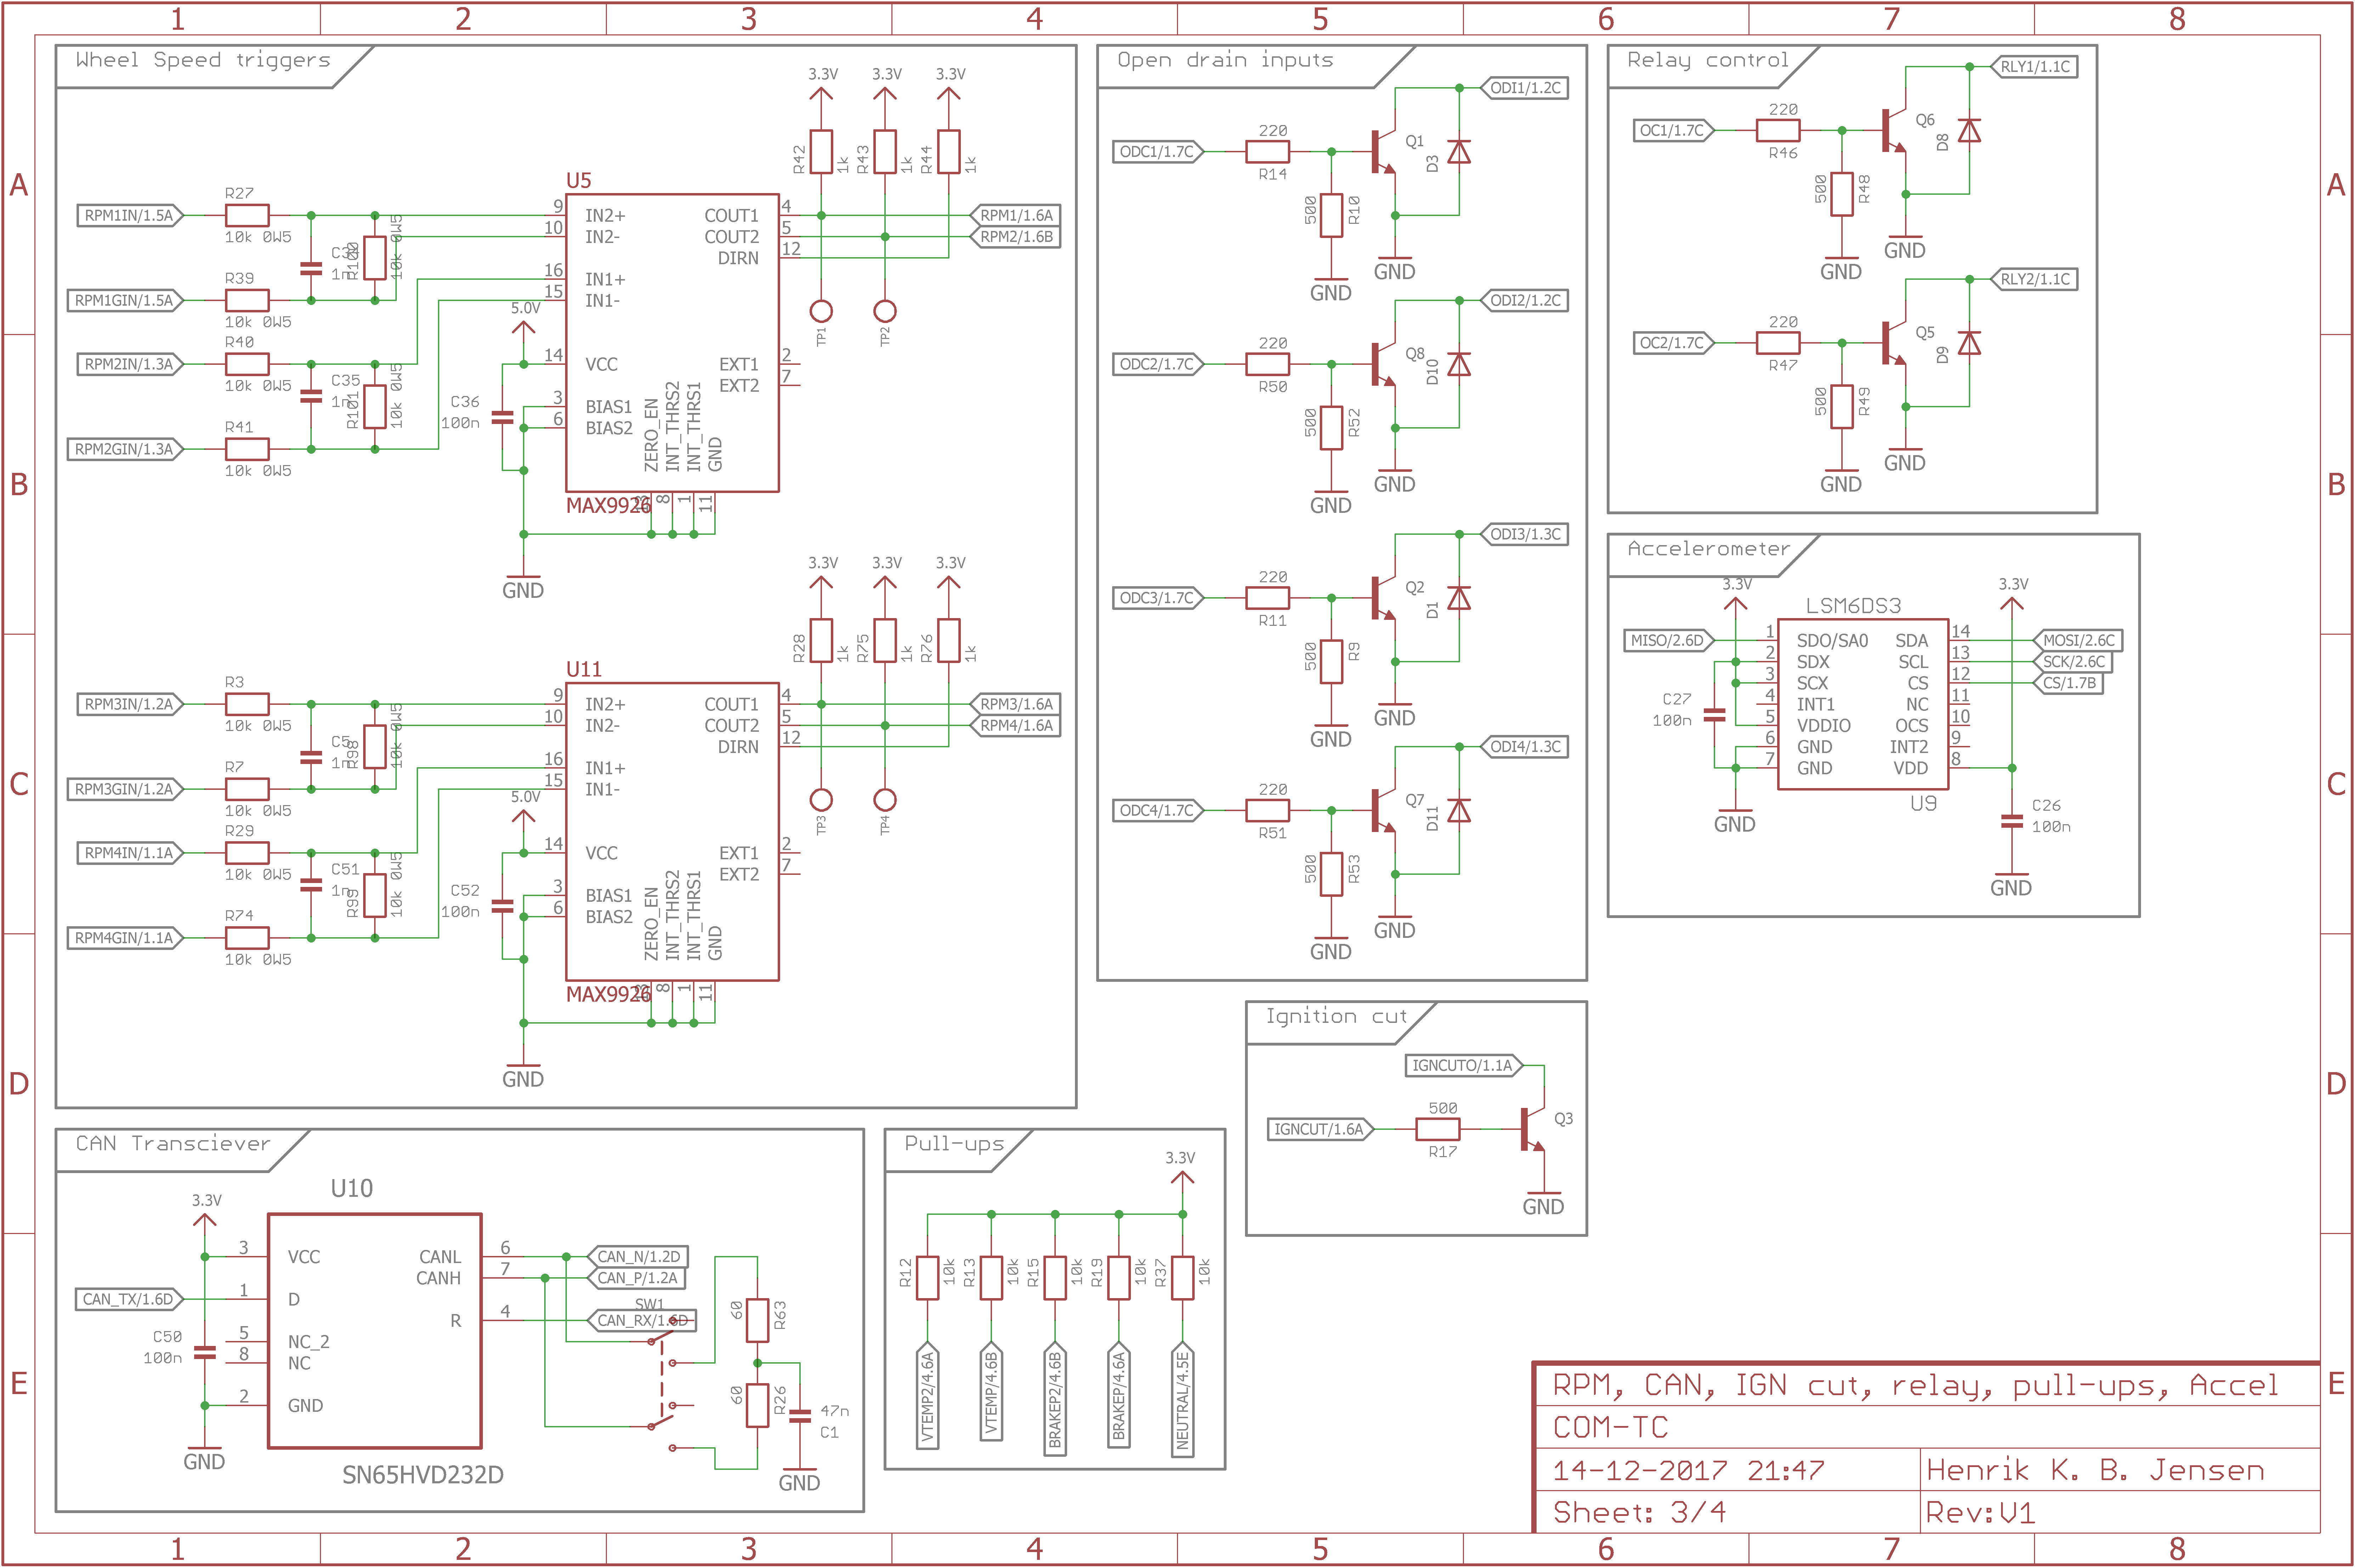 1 2 3 4 5 6 7 8
A
B
C
D
E
Wheel Speed triggers
3.3V 3.3V 3.3V
R42 1k R43 1k R44 1k
U5
RPM1IN/1.5A
R27
10k 0W5
RPM1GIN/1.5A
R39
10k 0W5
1n
R100
10k 0W5
RPM2IN/1.3A
R40
10k 0W5
RPM2GIN/1.3A
R41
10k 0W5
C35
1n
R101
10k 0W5
5.0V
C36
100n
9 IN2+
10 IN2-
16 IN1+
15 IN1-
14 VCC
3 BIAS1
6 BIAS2
COUT1 4
COUT2 5
DIRN 12
EXT1 2
EXT2 7
ZERO_EN
INT_THRS2
INT_THRS1
GND
8 1 11
MAX9926
RPM1/1.6A
RPM2/1.6B
TP1 TP2
GND
3.3V 3.3V 3.3V
R28 1k R75 1k R76 1k
U11
RPM3IN/1.2A
R3
10k 0W5
RPM3GIN/1.2A
R7
10k 0W5
C5
1n
R98
10k 0W5
RPM4IN/1.1A
R29
10k 0W5
RPM4GIN/1.1A
R74
10k 0W5
C51
1n
R99
10k 0W5
5.0V
C52
100n
9 IN2+
10 IN2-
16 IN1+
15 IN1-
14 VCC
3 BIAS1
6 BIAS2
COUT1 4
COUT2 5
DIRN 12
EXT1 2
EXT2 7
ZERO_EN
INT_THRS2
INT_THRS1
GND
8 1 11
MAX9926
RPM3/1.6A
RPM4/1.6A
TP3 TP4
GND
Open drain inputs
ODI1/1.2C
ODC1/1.7C
220
R14
500
R10
Q1
D3
GND
GND
ODI2/1.2C
ODC2/1.7C
220
R50
500
R52
Q8
D10
GND
GND
ODI3/1.3C
ODC3/1.7C
220
R11
500
R9
Q2
D1
GND
GND
ODI4/1.3C
ODC4/1.7C
220
R51
500
R53
Q7
D11
GND
GND
Relay control
RLY1/1.1C
OC1/1.7C
220
R46
500
R48
Q6
D8
GND
GND
RLY2/1.1C
OC2/1.7C
220
R47
500
R49
Q5
D9
GND
GND
Accelerometer
3.3V 3.3V
LSM6DS3
MISO/2.6D
1 SDO/SA0
2 SDX
3 SCX
4 INT1
5 VDDIO
6 GND
7 GND
SDA 14
SCL 13
CS 12
NC 11
OCS 10
INT2 9
VDD 8
MOSI/2.6C
SCK/2.6C
CS/1.7B
C27
100n
U9
C26
100n
GND
GND
Ignition cut
IGNCUTO/1.1A
IGNCUT/1.6A
500
R17
Q3
GND
CAN Transciever
U10
3.3V
3 VCC
1 D
5 NC_2
8 NC
2 GND
CANL 6
CANH 7
R 4
CAN_TX/1.6D
C50
100n
GND
SN65HVD232D
CAN_N/1.2D
CAN_P/1.2A
SW1
CAN_RX/1.6D
60
R63
60
R26
47n
C1
GND
Pull-ups
3.3V
R12 10k R13 10k R15 10k R19 10k R37 10k
VTEMP2/4.6A
VTEMP/4.6B
BRAKEP2/4.6B
BRAKEP/4.6A
NEUTRAL/4.5E
RPM, CAN, IGN cut, relay, pull-ups, Accel
COM-TC
14-12-2017 21:47
Henrik K. B. Jensen
Sheet: 3/4
Rev:V1
A
B
C
D
E
1 2 3 4 5 6 7 8